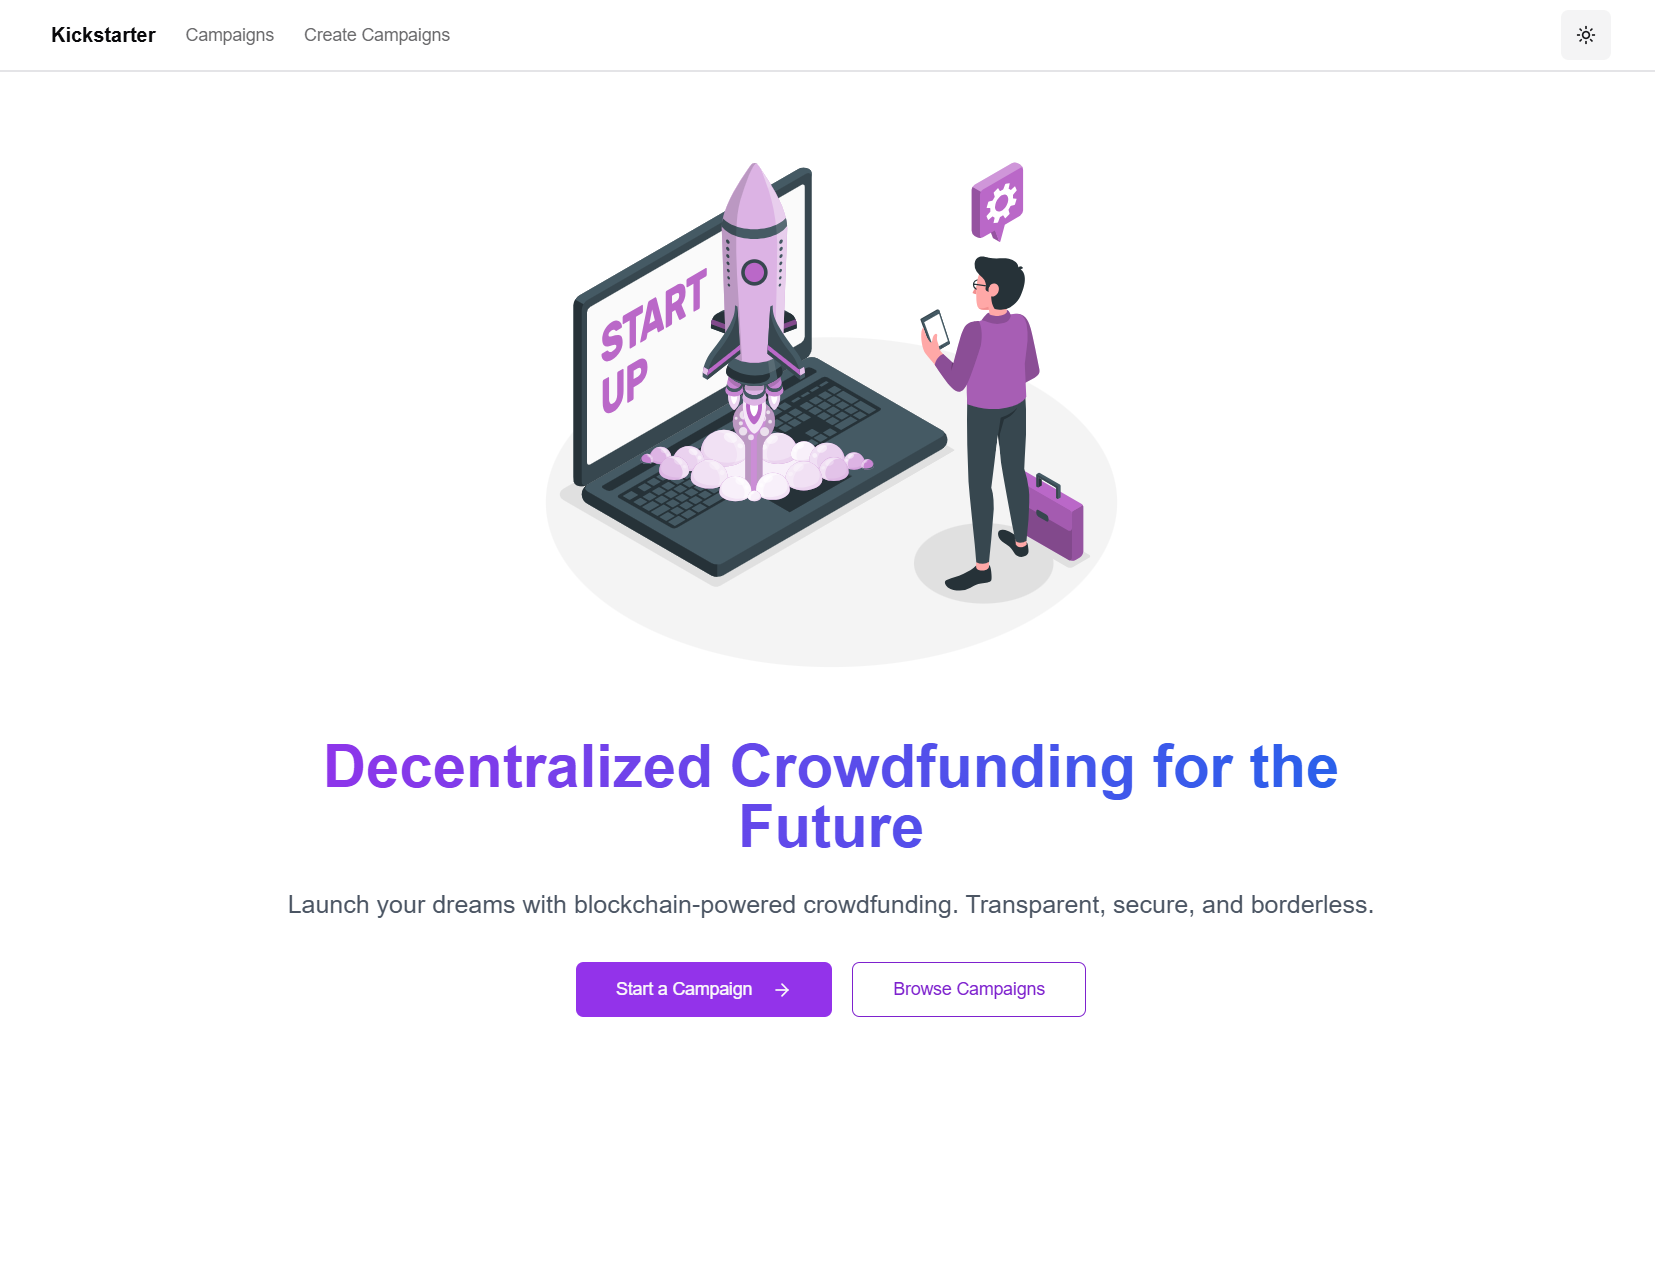 Kickstarter Campaigns Create Campaigns
START
UP
Decentralized Crowdfunding for the
Future
Launch your dreams with blockchain-powered crowdfunding. Transparent, secure, and borderless.
Start a Campaign
Browse Campaigns